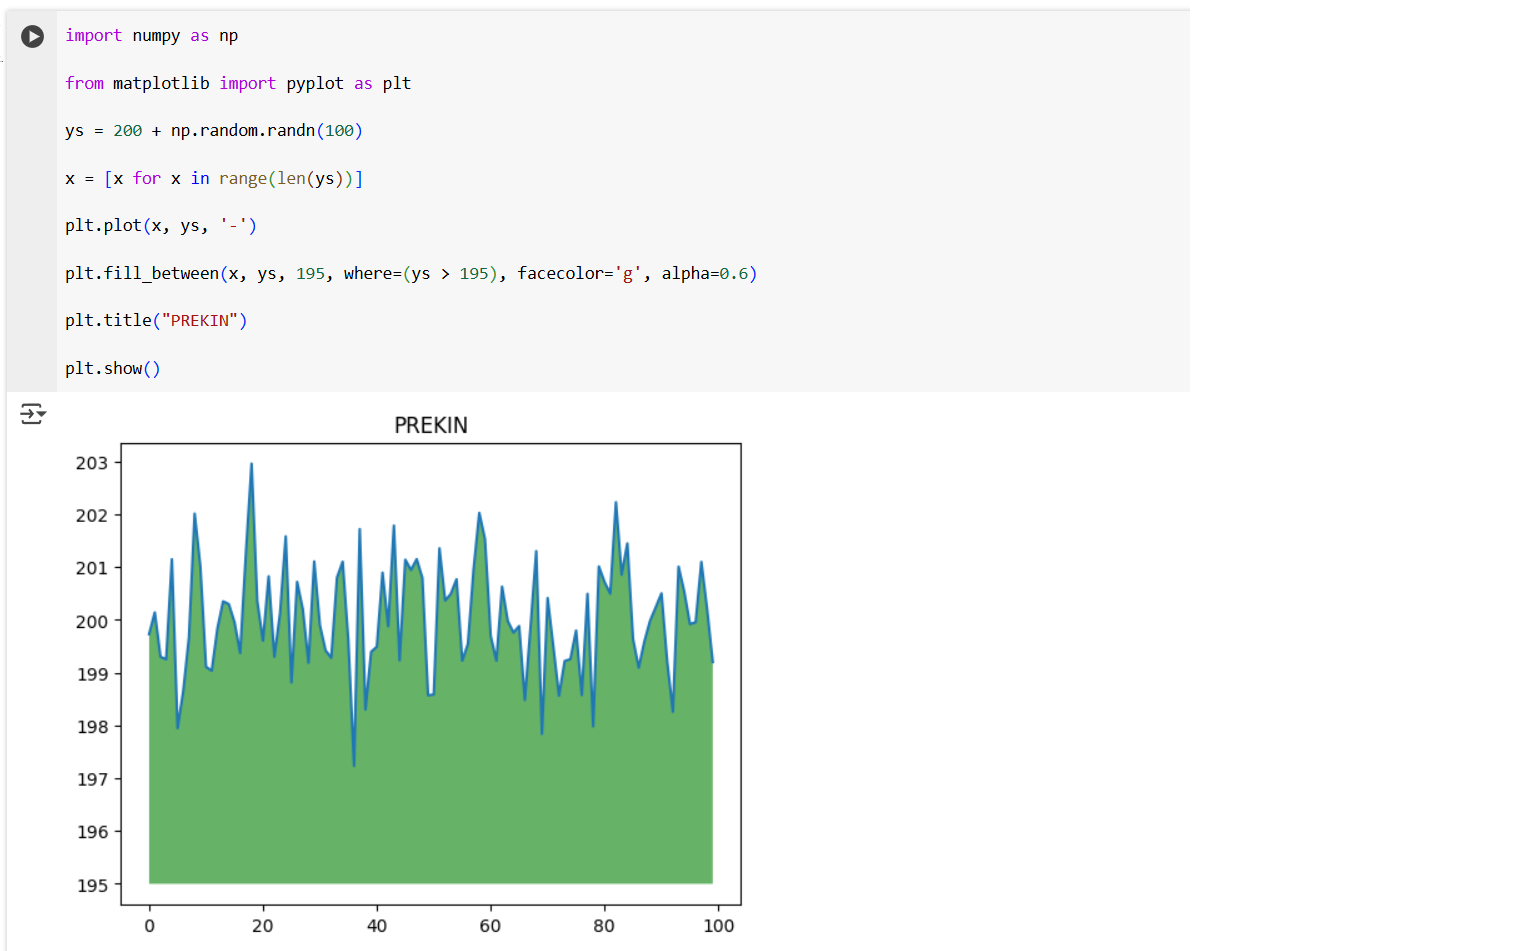 import numpy as np
from matplotlib import pyplot as plt
ys = 200 + np.random.randn(100)
x = [x for x in range(len(ys))]
plt.plot(x, ys, '-')
plt.fill_between(x, ys, 195, where=(ys > 195), facecolor='g', alpha=0.6)
plt.title("PREKIN")
plt.show()
PREKIN
203
202
201
200
199
198
197
196
195
0 20 40 60 80 100